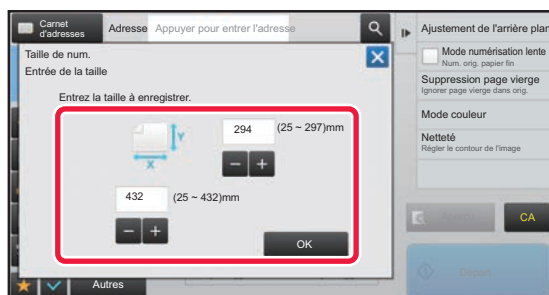 Carnet d'adresses
Adresse
Appuyer pour entrer l'adresse
Ajustement de l'arrière plan
Taille de num.
Mode numérisation lente
Num. orig. papier fin
Entrée de la taille
Suppression page vierge
Ignorer page vierge dans orig.
Entrez la taille à enregistrer.
Mode couleur
Y
294
(25 ~ 297)mm
Netteté
Régler le contour de l'image
X
− +
432
(25 ~ 432)mm
− +
OK
CA
Autres